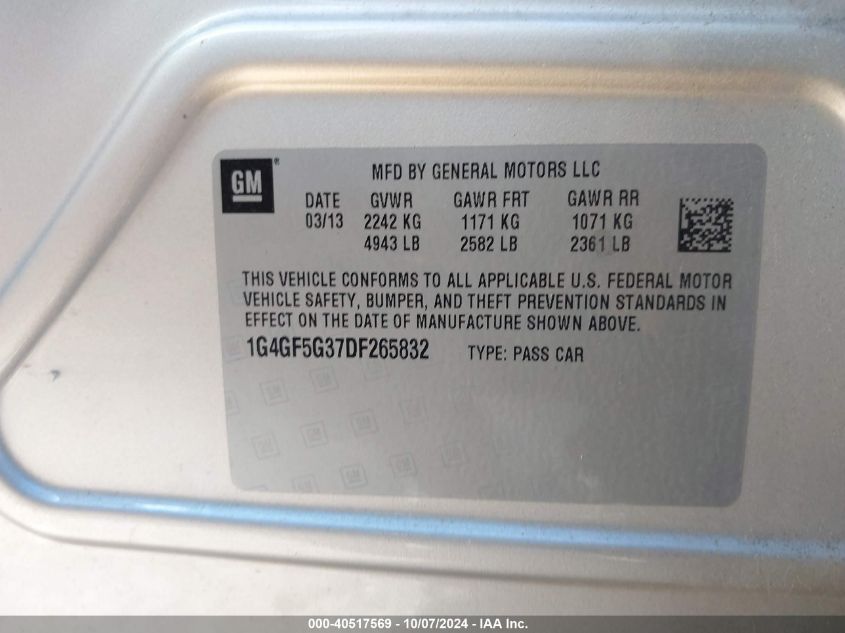 GM ®
MFD BY GENERAL MOTORS LLC
DATE GVWR GAWR FRT GAWR RR
03/13 2242 KG 1171 KG 1071 KG
4943 LB 2582 LB 2361 LB
THIS VEHICLE CONFORMS TO ALL APPLICABLE U.S. FEDERAL MOTOR
VEHICLE SAFETY, BUMPER, AND THEFT PREVENTION STANDARDS IN
EFFECT ON THE DATE OF MANUFACTURE SHOWN ABOVE.
1G4GF5G37DF265832 TYPE: PASS CAR
000-40517569 - 10/07/2024 - IAA Inc.